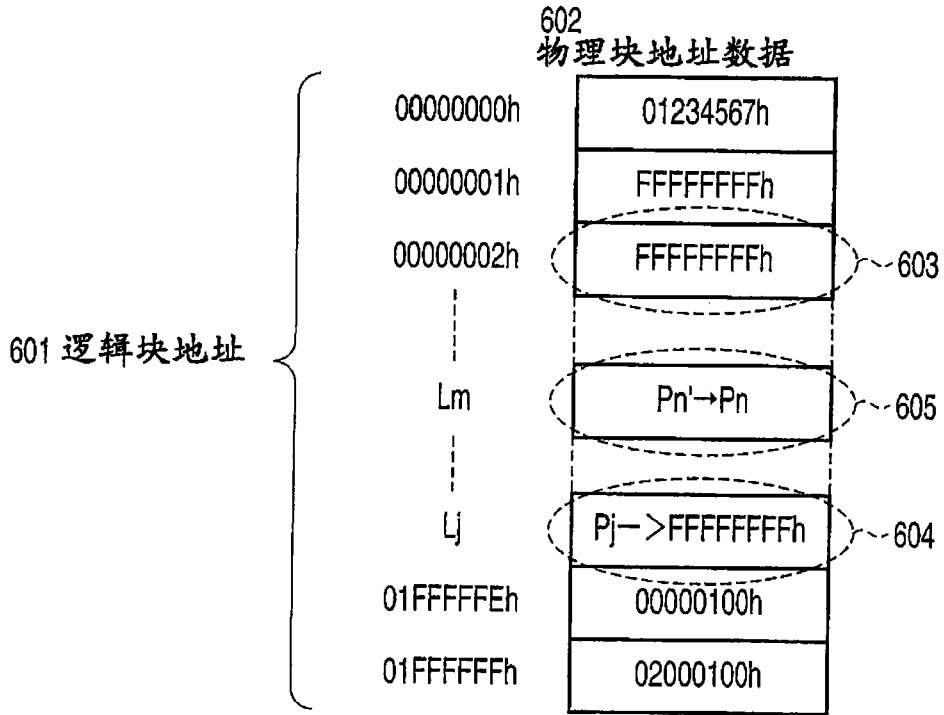 602
物理块地址数据
00000000h 01234567h
00000001h FFFFFFFFh
00000002h FFFFFFFFh 603
601 逻辑块地址
Lm Pn'→Pn 605
Lj Pj—>FFFFFFFFh 604
01FFFFFEh 00000100h
01FFFFFFh 02000100h